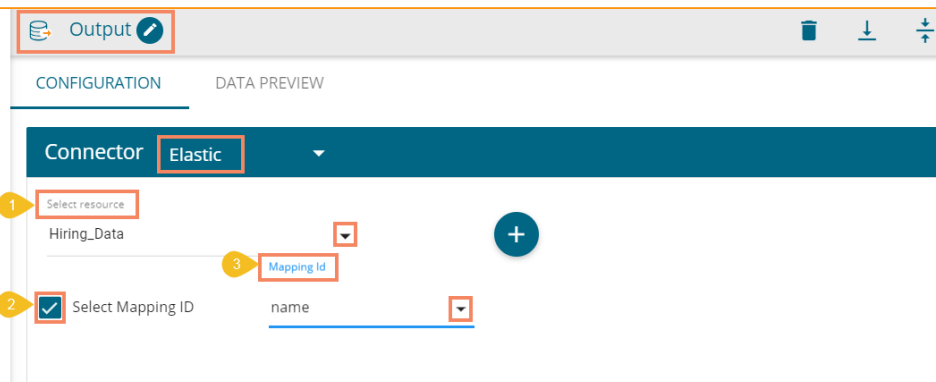 Output
CONFIGURATION DATA PREVIEW
Connector Elastic
1 Select resource
Hiring_Data
3 Mapping Id
2 Select Mapping ID name